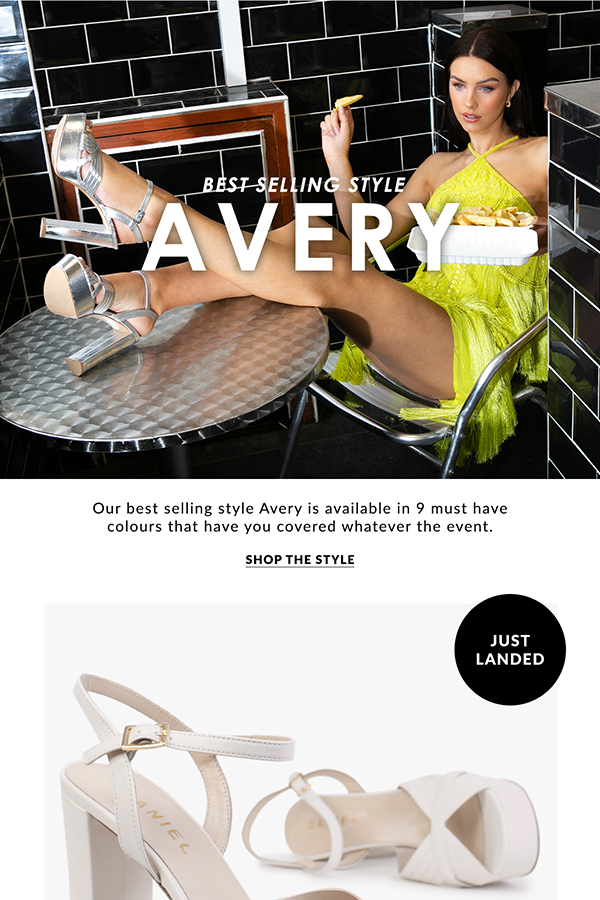 BEST SELLING STYLE
AVERY
Our best selling style Avery is available in 9 must have
colours that have you covered whatever the event.
SHOP THE STYLE
JUST
LANDED
DANIEL
DANIEL